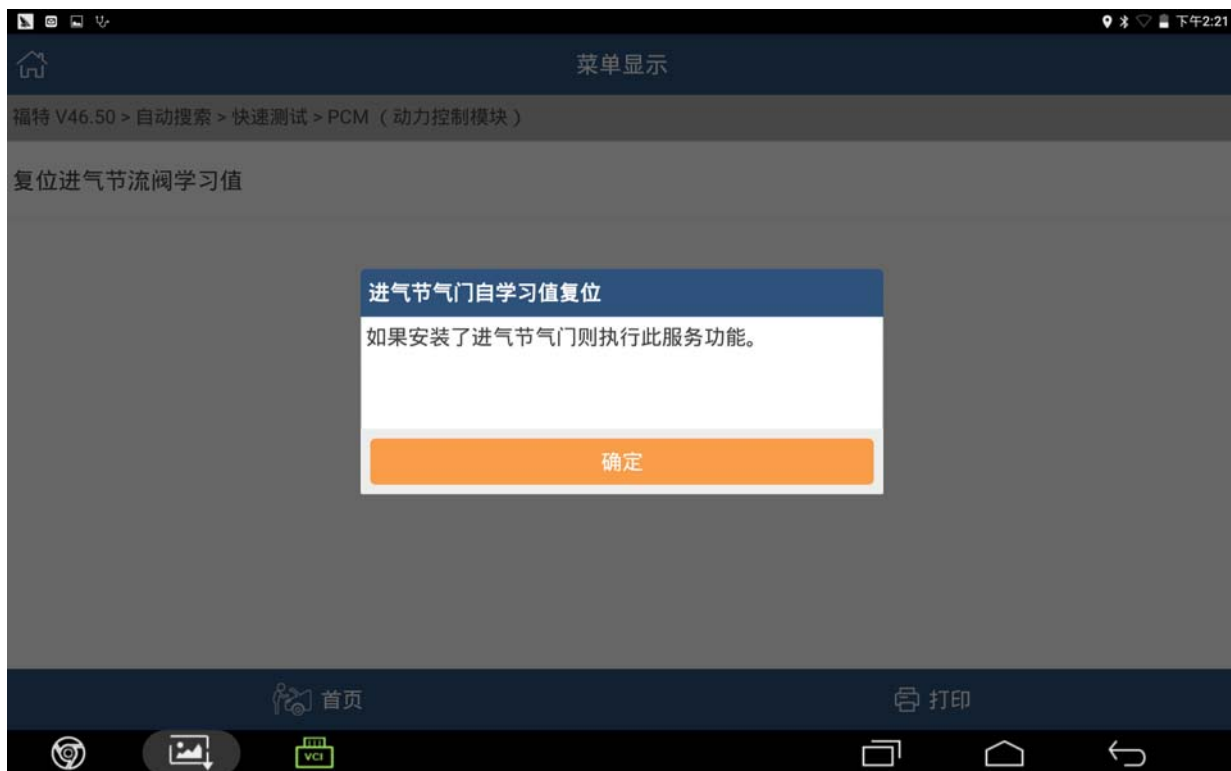 下午2:21
菜单显示
福特 V46.50 > 自动搜索 > 快速测试 > PCM （动力控制模块）
复位进气节流阀学习值
进气节气门自学习值复位
如果安装了进气节气门则执行此服务功能。
确定
首页
打印
VCI